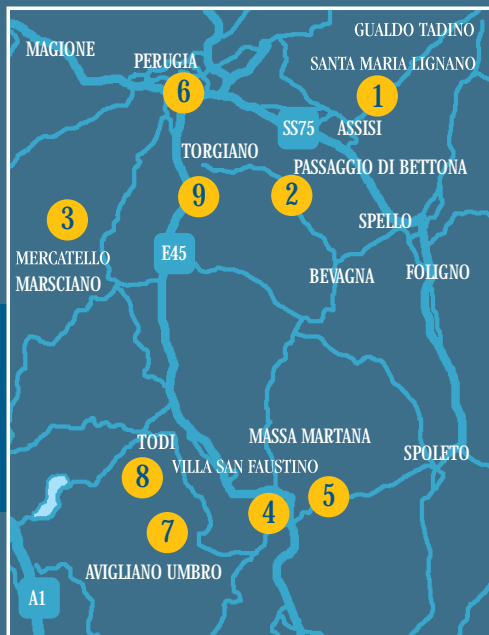 GUALDO TADINO
MAGIONE
PERUGIA
SANTA MARIA LIGNANO
6
1
SS75
ASSISI
TORGIANO
PASSAGGIO DI BETTONA
9
2
3
SPELLO
E45
MERCATELLO
MARSCIANO
BEVAGNA
FOLIGNO
TODI
MASSA MARTANA
VILLA SAN FAUSTINO
SPOLETO
8
5
4
7
AVIGLIANO UMBRO
A1